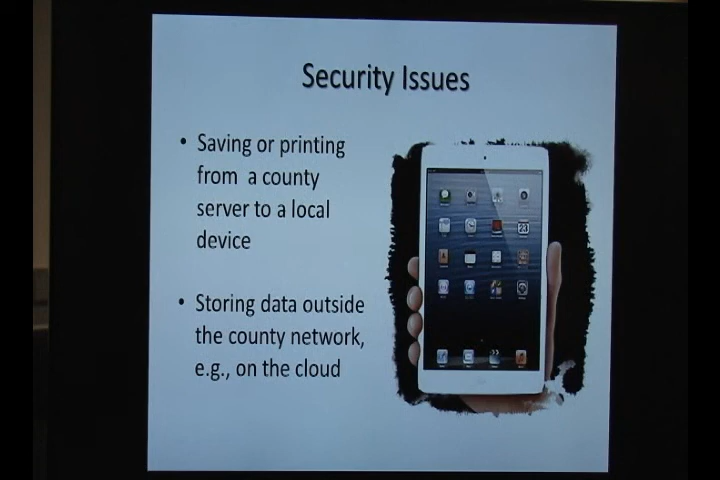 Security Issues
• Saving or printing
from a county
server to a local
device
• Storing data outside
the county network,
e.g., on the cloud
23